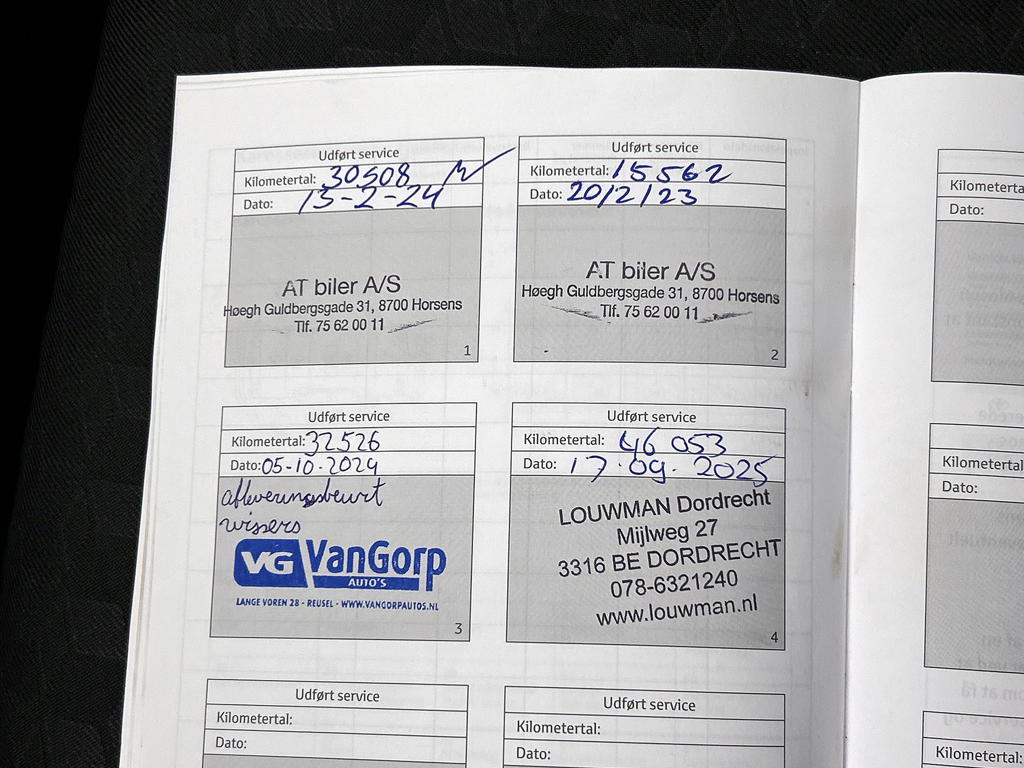 Udført service
Kilometertal: 30508
Dato: 13-2-24
AT biler A/S
Høegh Guldbergsgade 31, 8700 Horsens
Tlf. 75 62 00 11
1
Udført service
Kilometertal: 15562
Dato: 20/2/23
AT biler A/S
Høegh Guldbergsgade 31, 8700 Horsens
Tlf. 75 62 00 11
2
Udført service
Kilometertal: 32526
Dato: 05-10-2024
afleveringsbeurt
wissers
VG VanGorp
AUTO'S
LANGE VOREN 28 - REUSEL - WWW.VANGORPAUTOS.NL
3
Udført service
Kilometertal: 46 053
Dato: 17.09.2025
LOUWMAN Dordrecht
Mijlweg 27
3316 BE DORDRECHT
078-6321240
www.louwman.nl
4
Udført service
Kilometertal:
Dato:
Udført service
Kilometertal:
Dato:
Kilometerta
Dato:
Kilometertal
Dato:
Kilometertal: